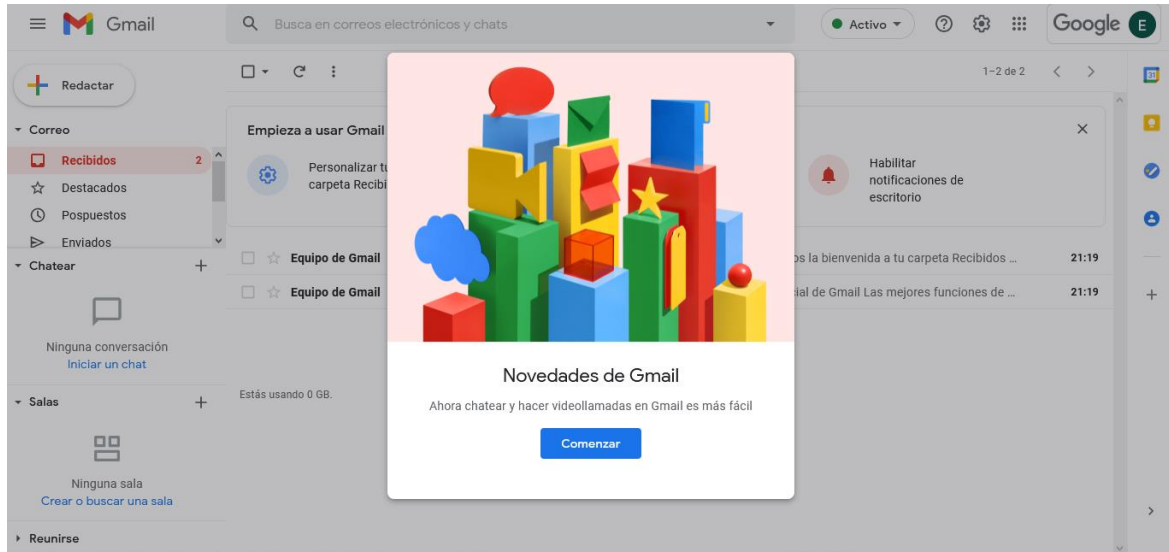 Gmail
Busca en correos electrónicos y chats
Activo
Google
E
Redactar
1–2 de 2
31
Correo
Empieza a usar Gmail
Recibidos 2
Personalizar tu
carpeta Recibi
Habilitar
notificaciones de
escritorio
Destacados
Pospuestos
Enviados
Chatear
Equipo de Gmail
la bienvenida a tu carpeta Recibidos ...
21:19
Equipo de Gmail
de Gmail Las mejores funciones de ...
21:19
Ninguna conversación
Iniciar un chat
Novedades de Gmail
Estás usando 0 GB.
Ahora chatear y hacer videollamadas en Gmail es más fácil
Salas
Comenzar
Ninguna sala
Crear o buscar una sala
Reunirse